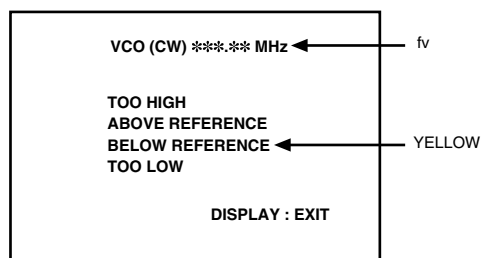 VCO (CW) ***.** MHz
fv
TOO HIGH
ABOVE REFERENCE
BELOW REFERENCE
YELLOW
TOO LOW
DISPLAY : EXIT